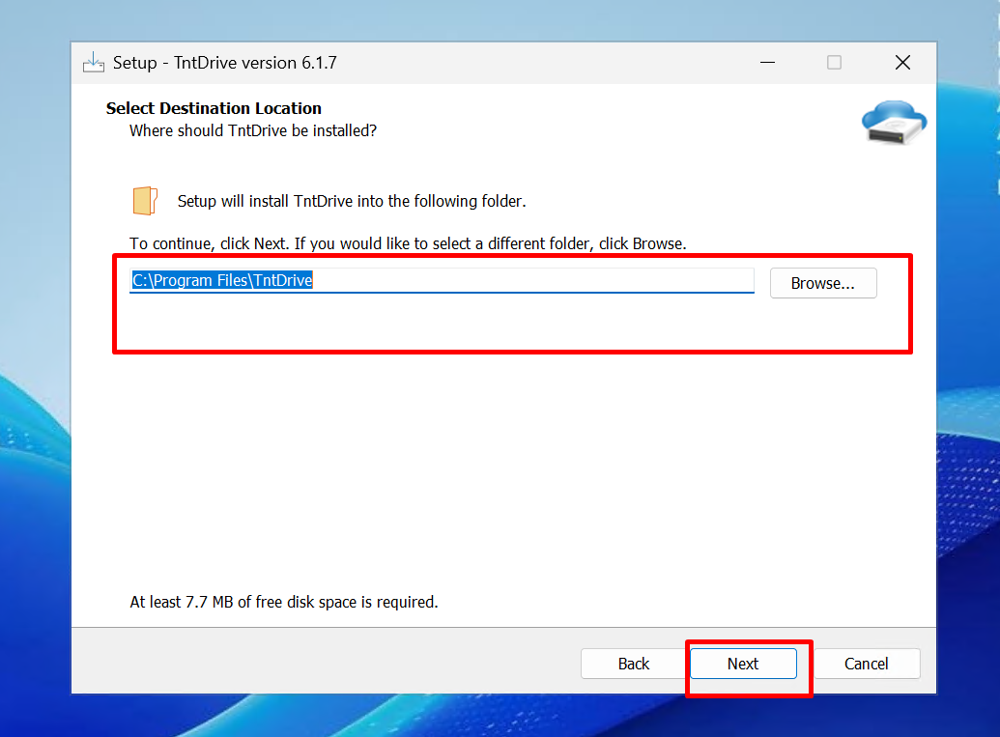 Setup - TntDrive version 6.1.7
Select Destination Location
Where should TntDrive be installed?
Setup will install TntDrive into the following folder.
To continue, click Next. If you would like to select a different folder, click Browse.
C:\Program Files\TntDrive
Browse...
At least 7.7 MB of free disk space is required.
Back
Next
Cancel